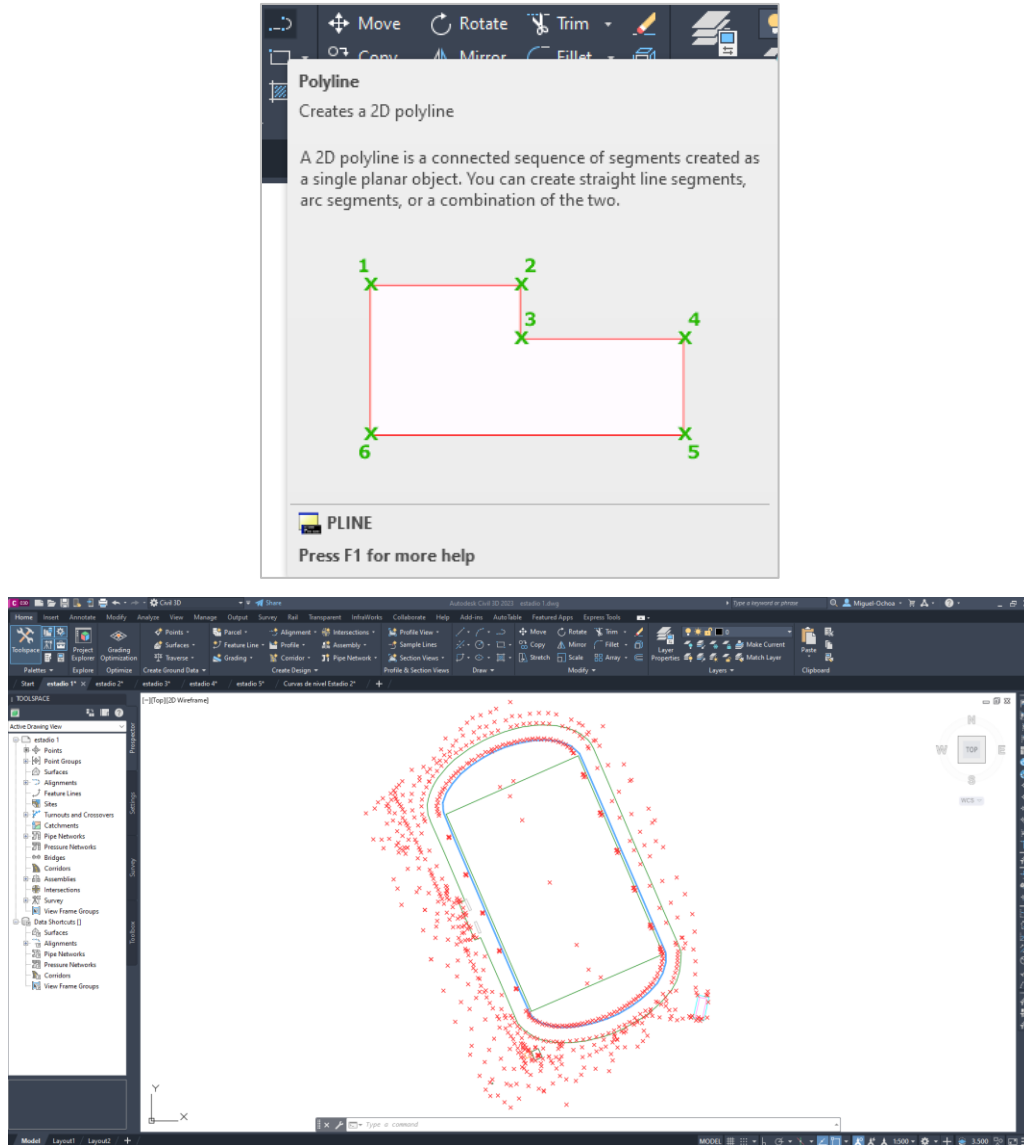 Move Rotate Trim
Copy Mirror Fillet
Polyline
Creates a 2D polyline
A 2D polyline is a connected sequence of segments created as
a single planar object. You can create straight line segments,
arc segments, or a combination of the two.
1 2
3 4
6 5
PLINE
Press F1 for more help
C 3D Civil 3D Share Autodesk Civil 3D 2023 estadio 1.dwg Type a keyword or phrase Miguel-Ochoa
Home Insert Annotate Modify Analyze View Manage Output Survey Rail Transparent InfraWorks Collaborate Help Add-ins AutoTable Featured Apps Express Tools
Toolspace Project Explorer Grading Optimization
Points Parcel Alignment Intersections Profile View Move Rotate Trim 0
Surfaces Feature Line Profile Assembly Sample Lines Copy Mirror Fillet Make Current
Traverse Grading Corridor Pipe Network Section Views Stretch Scale Array Match Layer
Layer Properties Paste
Palettes Explore Optimize Create Ground Data Create Design Profile & Section Views Draw Modify Layers Clipboard
Start estadio 1* estadio 2* estadio 3* estadio 4* estadio 5* Curvas de nivel Estadio 2* +
TOOLSPACE
[-][Top][2D Wireframe]
Active Drawing View
estadio 1
Points
Point Groups
Surfaces
Alignments
Feature Lines
Sites
Turnouts and Crossovers
Catchments
Pipe Networks
Pressure Networks
Bridges
Corridors
Assemblies
Intersections
Survey
View Frame Groups
Data Shortcuts []
Surfaces
Alignments
Pipe Networks
Pressure Networks
Corridors
View Frame Groups
Prospector
Settings
Survey
Toolbox
N
W TOP E
S
WCS
Y
X
Type a command
Model Layout1 Layout2 +
MODEL 1:500 3.500